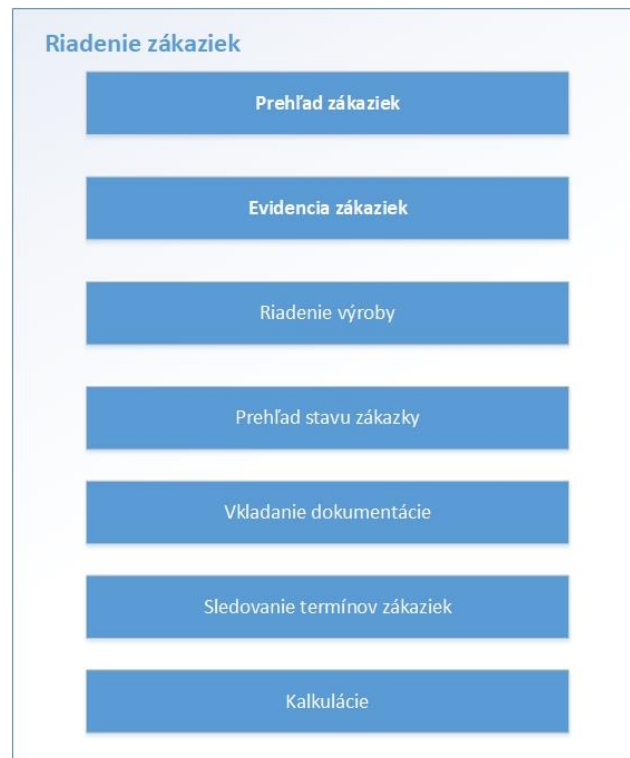 Riadenie zákaziek
Prehľad zákaziek
Evidencia zákaziek
Riadenie výroby
Prehľad stavu zákazky
Vkladanie dokumentácie
Sledovanie termínov zákaziek
Kalkulácie